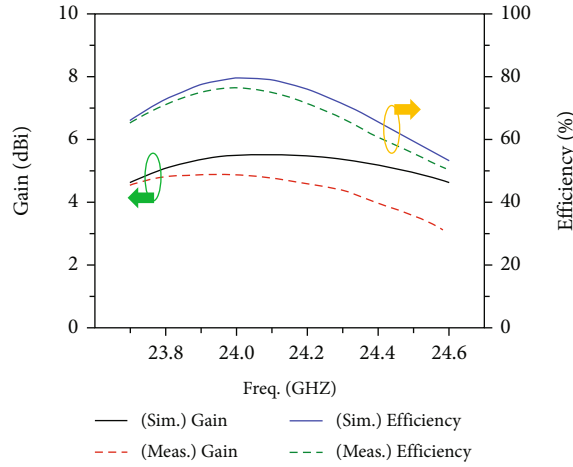 10
8
6
4
2
0
Gain (dBi)
100
80
60
40
20
0
Efficiency (%)
23.8 24.0 24.2 24.4 24.6
Freq. (GHZ)
(Sim.) Gain
(Meas.) Gain
(Sim.) Efficiency
(Meas.) Efficiency